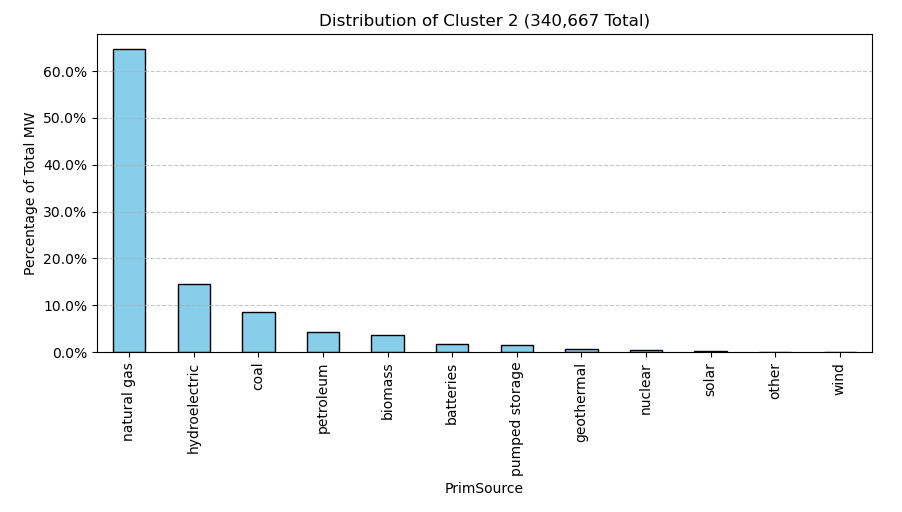 Distribution of Cluster 2 (340,667 Total)
Percentage of Total MW
60.0%
50.0%
40.0%
30.0%
20.0%
10.0%
0.0%
natural gas
hydroelectric
coal
petroleum
biomass
batteries
pumped storage
geothermal
nuclear
solar
other
wind
PrimSource